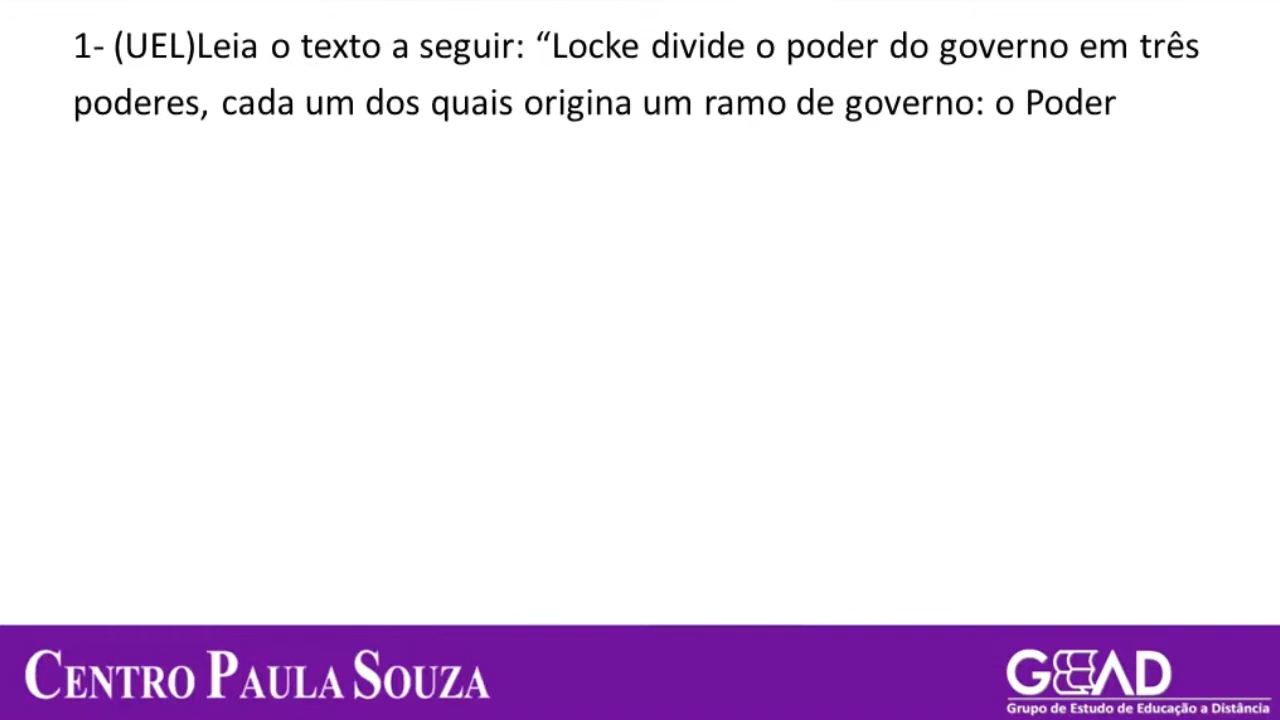 1- (UEL)Leia o texto a seguir: “Locke divide o poder do governo em três
poderes, cada um dos quais origina um ramo de governo: o Poder
CENTRO PAULA SOUZA
GEEAD
Grupo de Estudo de Educação a Distância